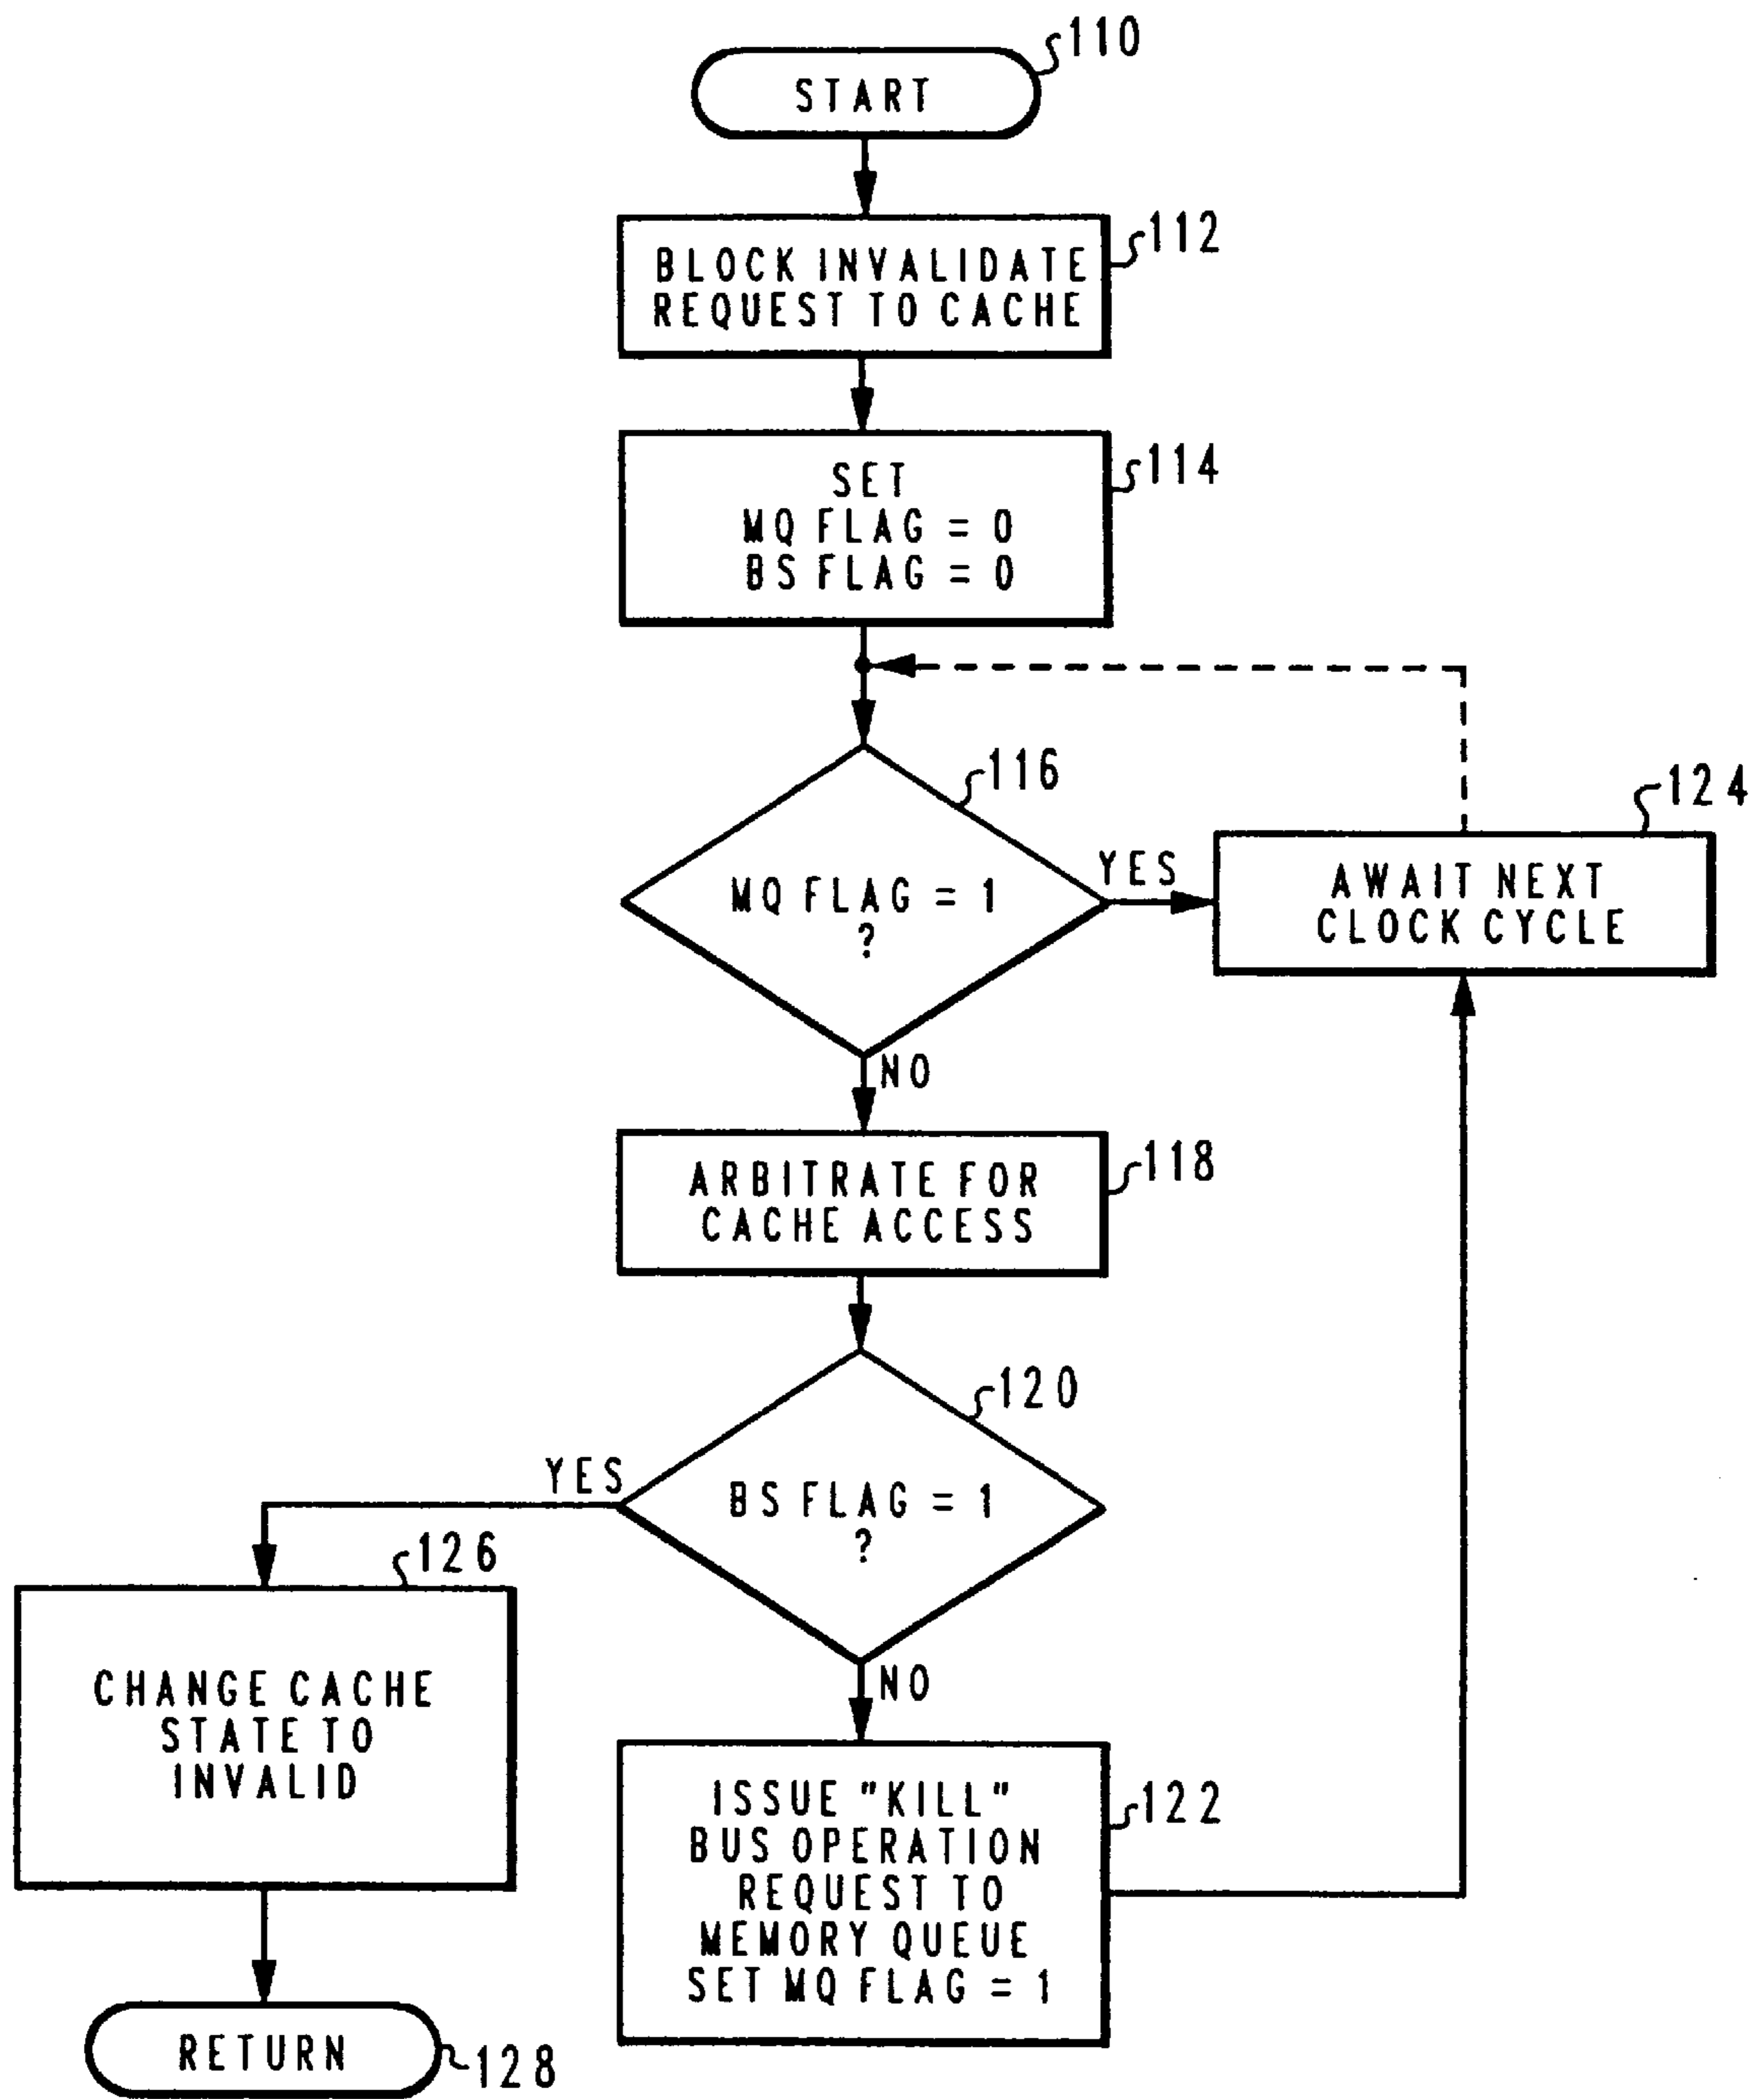 110
START
112
BLOCK INVALIDATE
REQUEST TO CACHE
114
SET
MQ FLAG = 0
BS FLAG = 0
116
MQ FLAG = 1
?
YES
124
AWAIT NEXT
CLOCK CYCLE
NO
118
ARBITRATE FOR
CACHE ACCESS
120
BS FLAG = 1
?
YES
126
CHANGE CACHE
STATE TO
INVALID
NO
122
ISSUE "KILL"
BUS OPERATION
REQUEST TO
MEMORY QUEUE
SET MQ FLAG = 1
RETURN
128